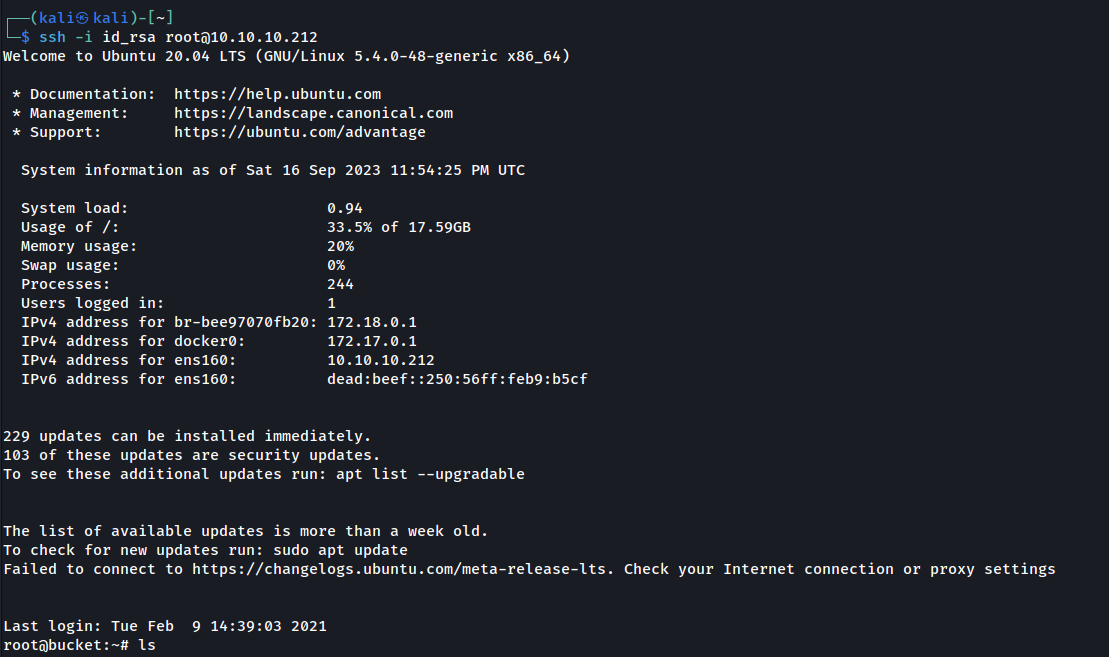 ┌──(kali㉿kali)-[~]
└─$ ssh -i id_rsa root@10.10.10.212
Welcome to Ubuntu 20.04 LTS (GNU/Linux 5.4.0-48-generic x86_64)
* Documentation:  https://help.ubuntu.com
* Management:     https://landscape.canonical.com
* Support:        https://ubuntu.com/advantage
System information as of Sat 16 Sep 2023 11:54:25 PM UTC
System load:                      0.94
Usage of /:                       33.5% of 17.59GB
Memory usage:                     20%
Swap usage:                       0%
Processes:                        244
Users logged in:                  1
IPv4 address for br-bee97070fb20: 172.18.0.1
IPv4 address for docker0:         172.17.0.1
IPv4 address for ens160:          10.10.10.212
IPv6 address for ens160:          dead:beef::250:56ff:feb9:b5cf
229 updates can be installed immediately.
103 of these updates are security updates.
To see these additional updates run: apt list --upgradable
The list of available updates is more than a week old.
To check for new updates run: sudo apt update
Failed to connect to https://changelogs.ubuntu.com/meta-release-lts. Check your Internet connection or proxy settings
Last login: Tue Feb  9 14:39:03 2021
root@bucket:~# ls